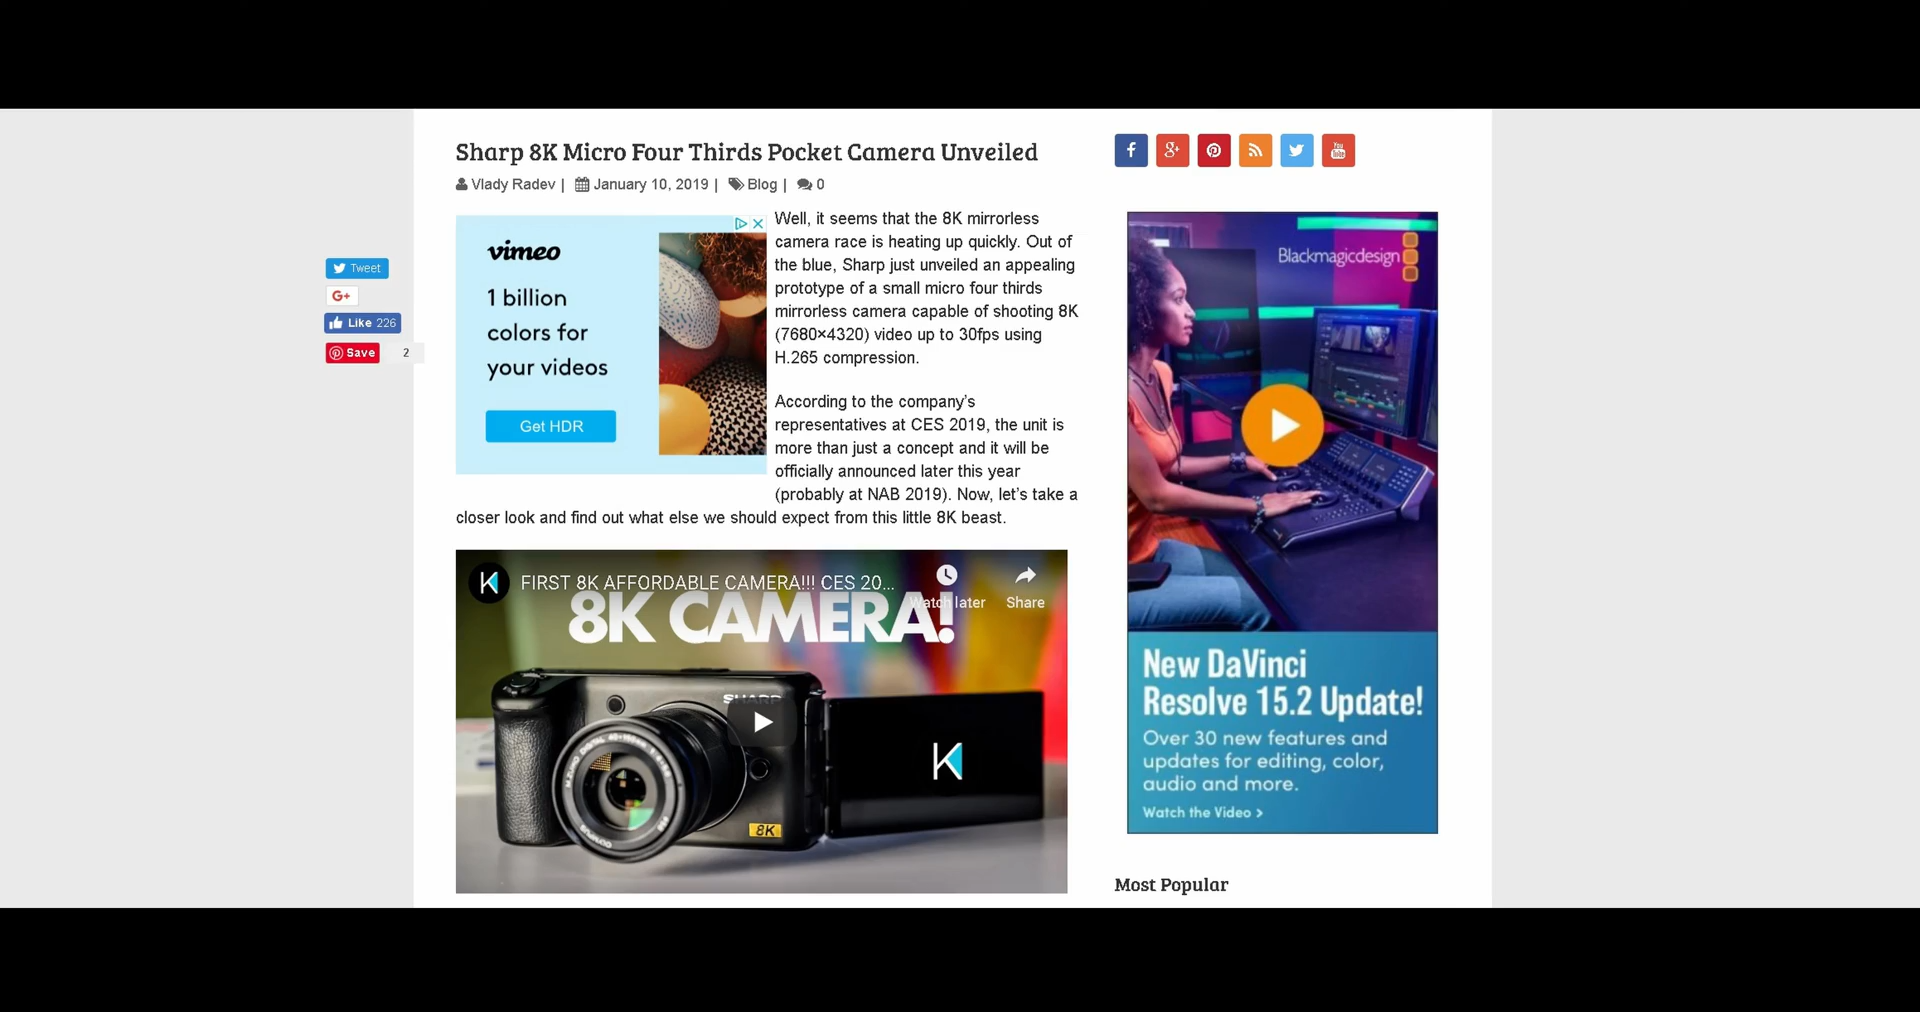 Sharp 8K Micro Four Thirds Pocket Camera Unveiled
Vlady Radev | January 10, 2019 | Blog | 0
Tweet
G+
Like 226
Save 2
vimeo
1 billion
colors for
your videos
Get HDR
Well, it seems that the 8K mirrorless
camera race is heating up quickly. Out of
the blue, Sharp just unveiled an appealing
prototype of a small micro four thirds
mirrorless camera capable of shooting 8K
(7680×4320) video up to 30fps using
H.265 compression.
According to the company's
representatives at CES 2019, the unit is
more than just a concept and it will be
officially announced later this year
(probably at NAB 2019). Now, let's take a
closer look and find out what else we should expect from this little 8K beast.
K
FIRST 8K AFFORDABLE CAMERA!!! CES 20...
Watch later
Share
8K CAMERA!
SHARP
K
8K
f
g+
You
Tube
Blackmagicdesign
New DaVinci
Resolve 15.2 Update!
Over 30 new features and
updates for editing, color,
audio and more.
Watch the Video >
Most Popular